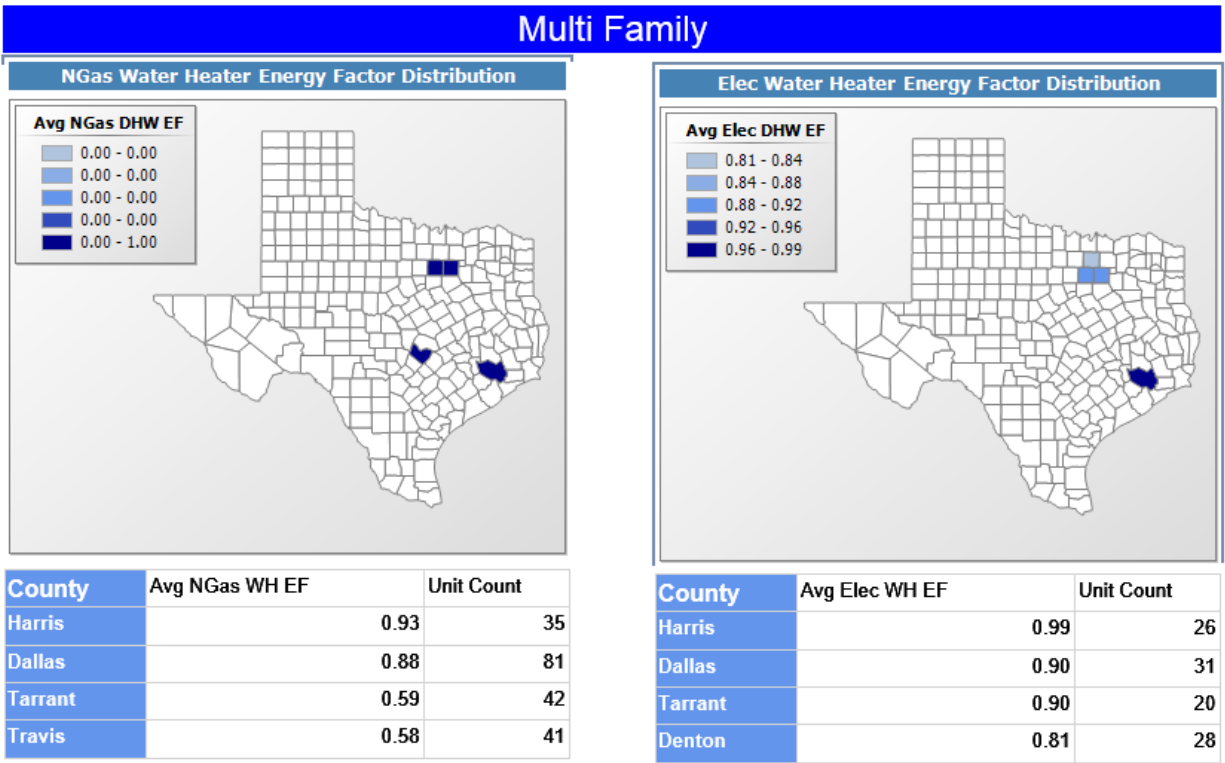 Multi Family
NGas Water Heater Energy Factor Distribution
Avg NGas DHW EF
0.00 - 0.00
0.00 - 0.00
0.00 - 0.00
0.00 - 0.00
0.00 - 1.00
County Avg NGas WH EF Unit Count
Harris 0.93 35
Dallas 0.88 81
Tarrant 0.59 42
Travis 0.58 41
Elec Water Heater Energy Factor Distribution
Avg Elec DHW EF
0.81 - 0.84
0.84 - 0.88
0.88 - 0.92
0.92 - 0.96
0.96 - 0.99
County Avg Elec WH EF Unit Count
Harris 0.99 26
Dallas 0.90 31
Tarrant 0.90 20
Denton 0.81 28